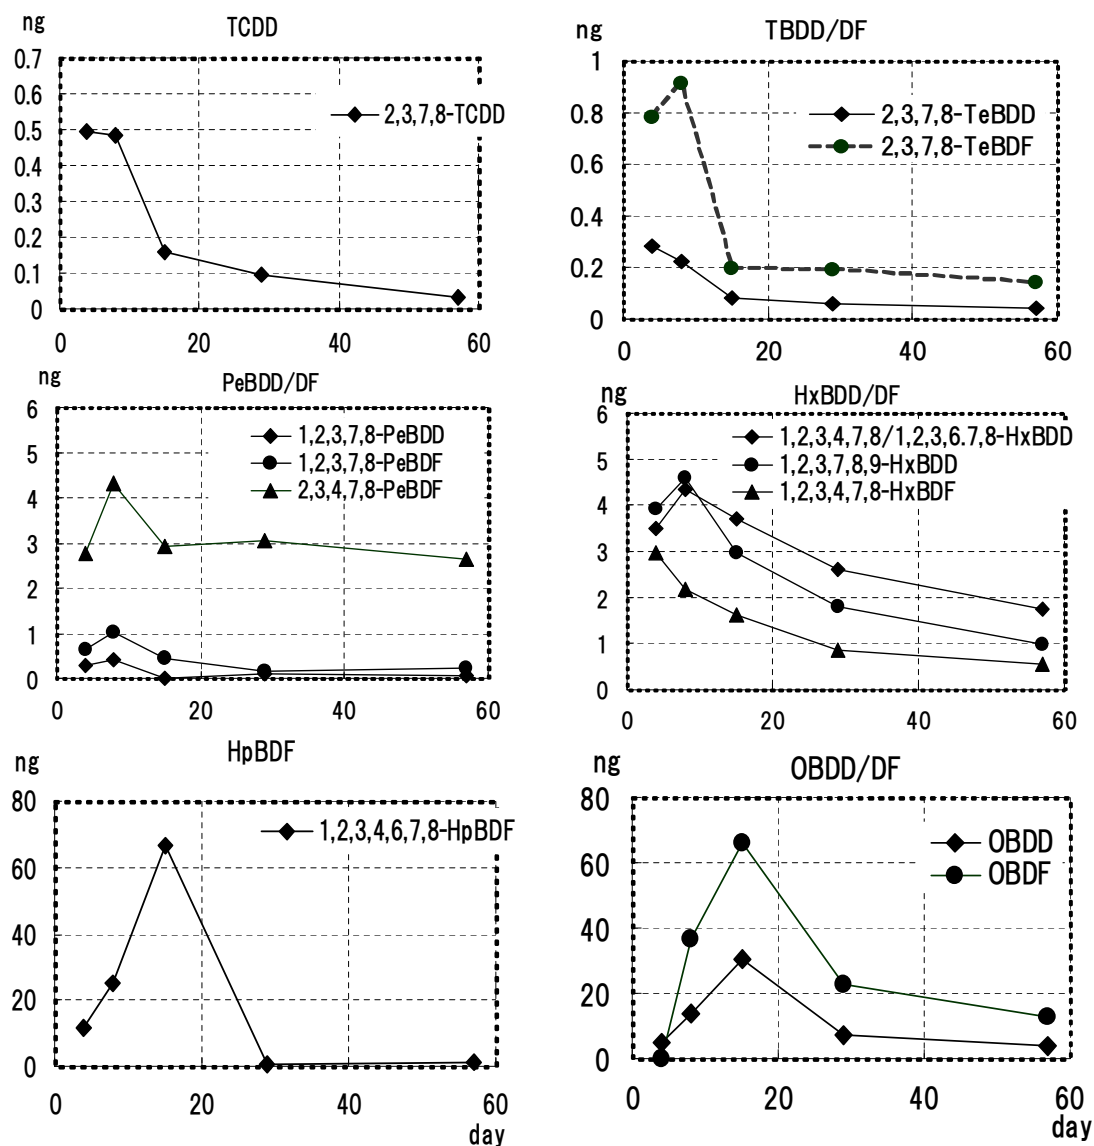 ng
TCDD
0.7
0.6
0.5
0.4
0.3
0.2
0.1
0
2,3,7,8-TCDD
0 20 40 60
ng
TBDD/DF
1
0.8
0.6
0.4
0.2
0
2,3,7,8-TeBDD
2,3,7,8-TeBDF
0 20 40 60
ng
PeBDD/DF
6
5
4
3
2
1
0
1,2,3,7,8-PeBDD
1,2,3,7,8-PeBDF
2,3,4,7,8-PeBDF
0 20 40 60
ng
HxBDD/DF
6
5
4
3
2
1
0
1,2,3,4,7,8/1,2,3,6.7,8-HxBDD
1,2,3,7,8,9-HxBDD
1,2,3,4,7,8-HxBDF
0 20 40 60
ng
HpBDF
80
60
40
20
0
1,2,3,4,6,7,8-HpBDF
0 20 40 60
day
ng
OBDD/DF
80
60
40
20
0
OBDD
OBDF
0 20 40 60
day